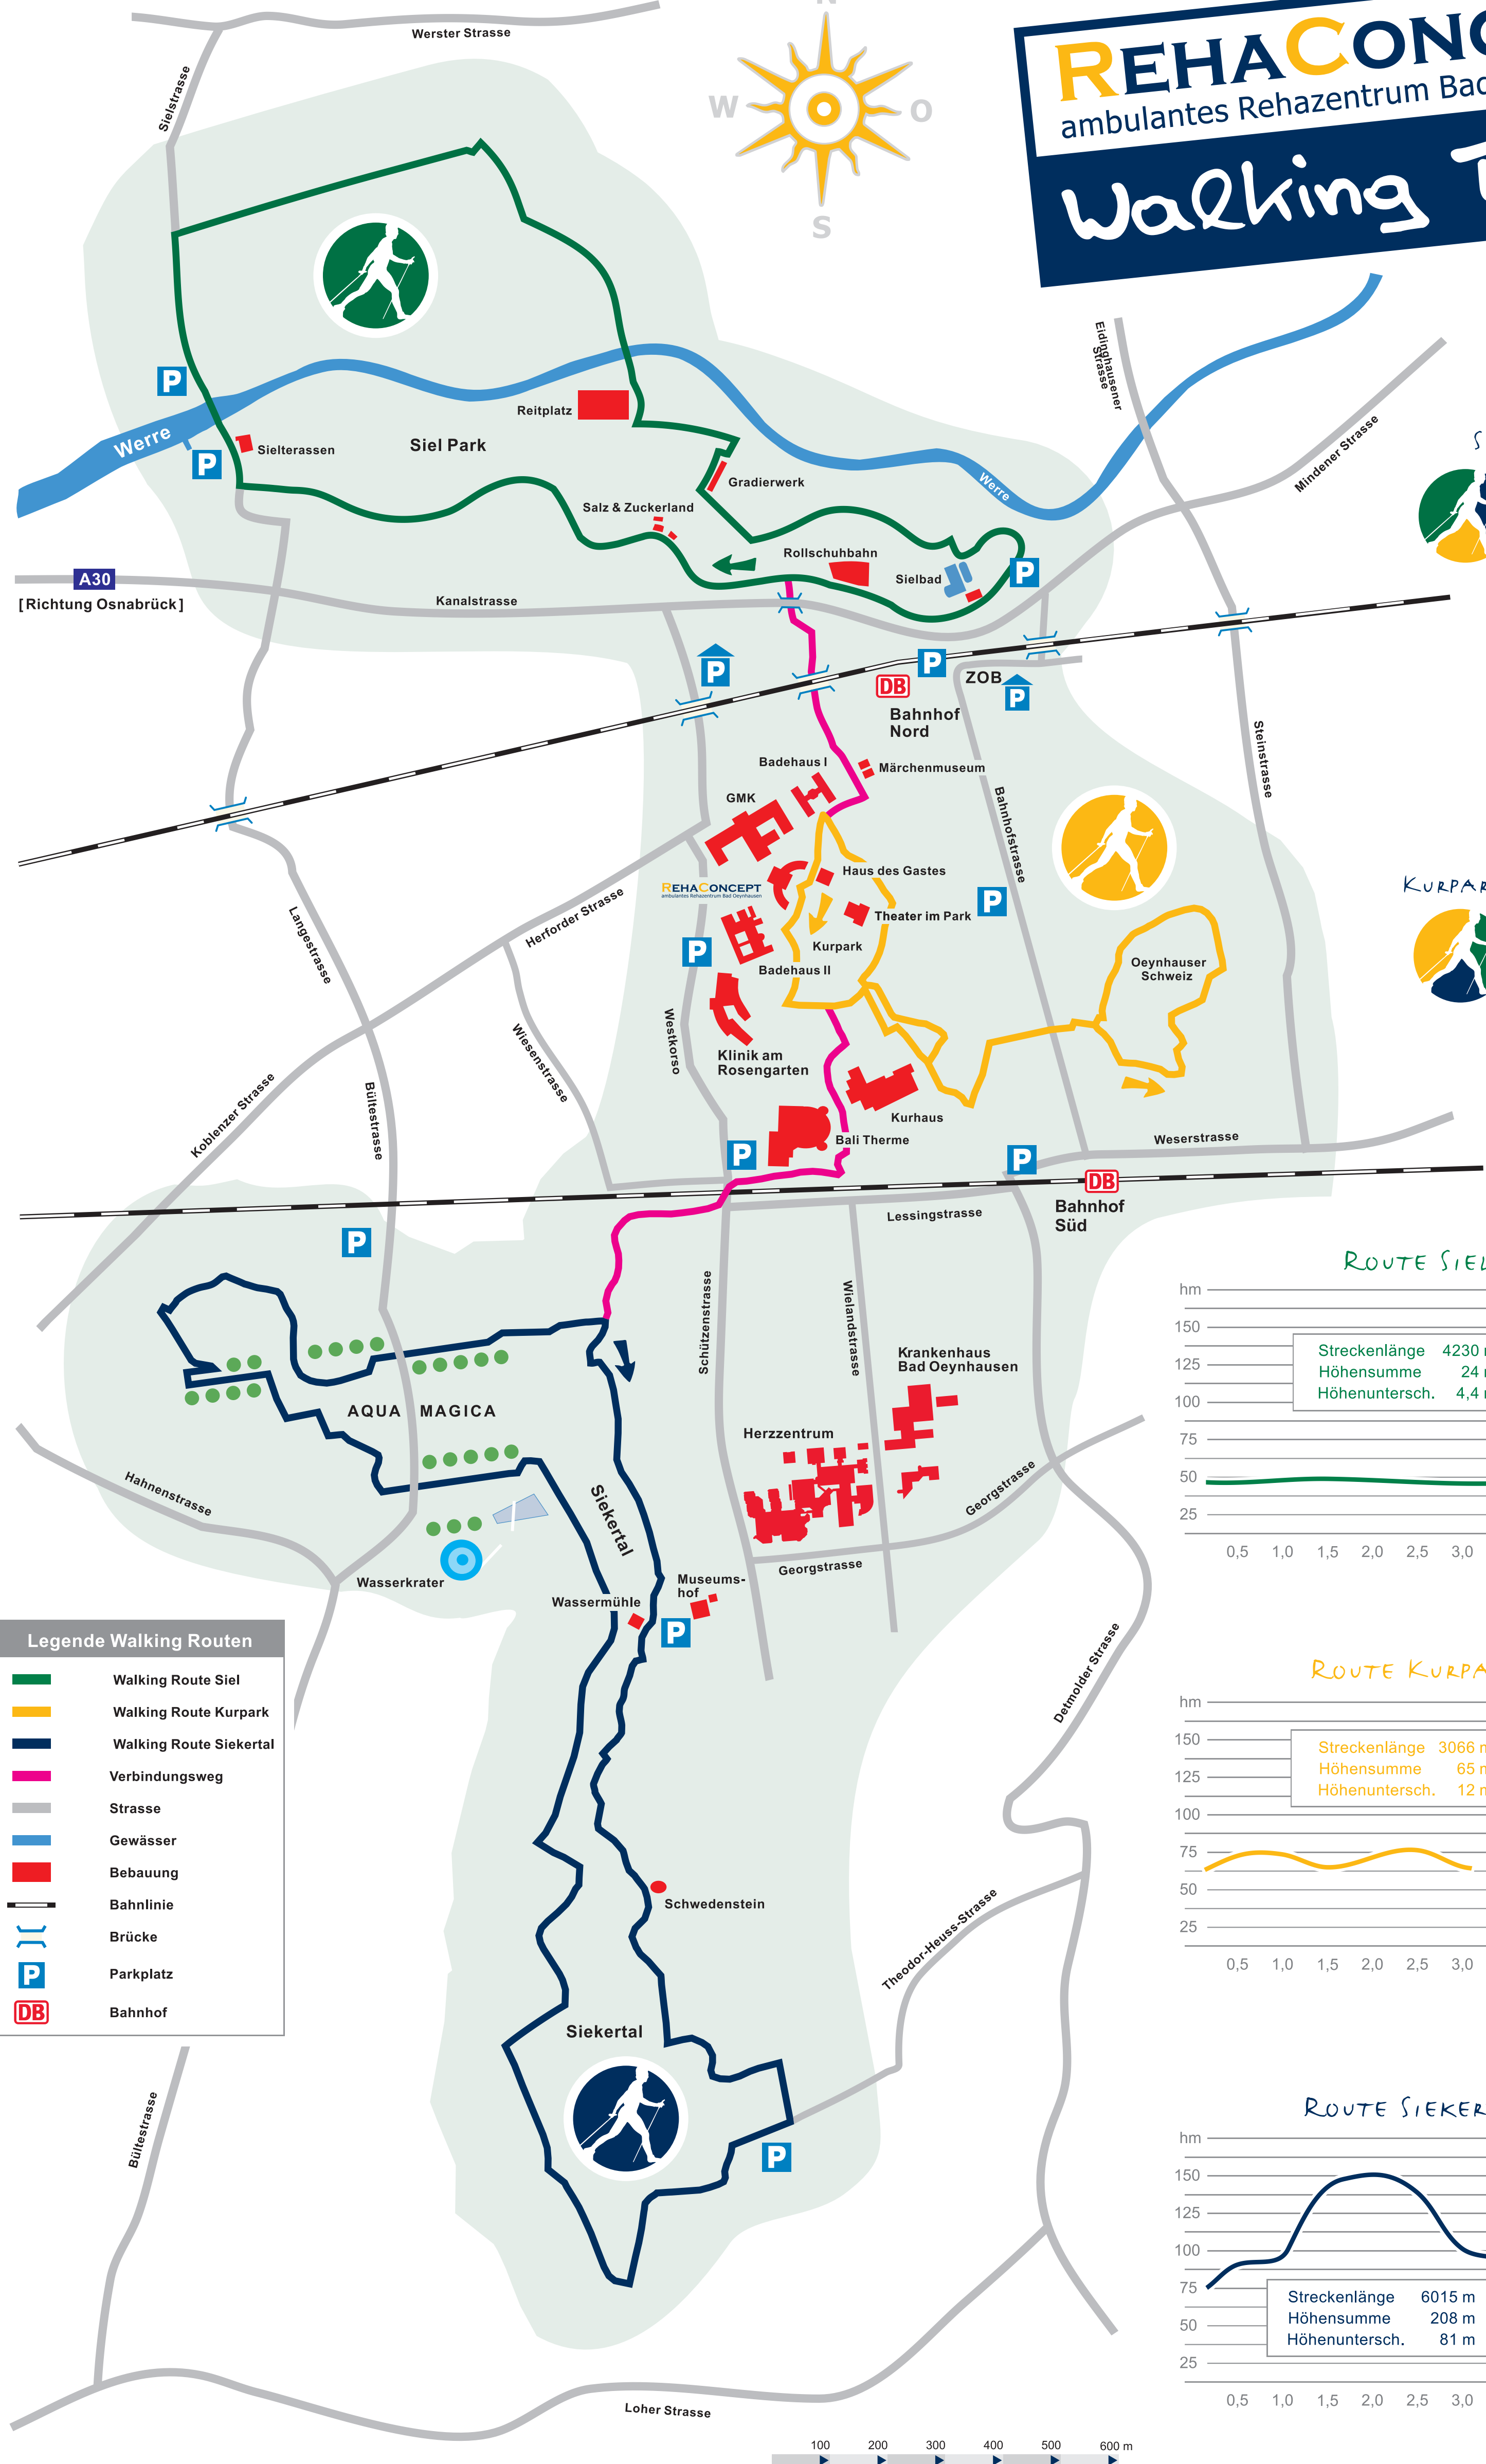 Werster Strasse
Sielstrasse
W
O
S
REHACONC
ambulantes Rehazentrum Bad
Walking T
Eidinghausener
Strasse
Mindener Strasse
Werre
Reitplatz
Siel Park
Sielterassen
P
P
Gradierwerk
Werre
Salz & Zuckerland
Rollschuhbahn
Sielbad
P
A30
[Richtung Osnabrück]
Kanalstrasse
P
P
ZOB
P
DB
Bahnhof
Nord
Steinstrasse
Badehaus I
Märchenmuseum
GMK
Bahnhofstrasse
Haus des Gastes
REHACONCEPT
ambulantes Rehazentrum Bad Oeynhausen
Theater im Park
P
Herforder Strasse
Langestrasse
P
Kurpark
Badehaus II
Oeynhauser
Schweiz
KURPAR
Westkorso
Wiesenstrasse
Klinik am
Rosengarten
Koblenzer Strasse
Bültestrasse
Kurhaus
Bali Therme
P
P
Weserstrasse
DB
Bahnhof
Süd
Lessingstrasse
P
Schützenstrasse
Wielandstrasse
Krankenhaus
Bad Oeynhausen
AQUA MAGICA
Herzzentrum
Hahnenstrasse
Siekertal
Georgstrasse
Georgstrasse
Wasserkrater
Museums-
hof
Wassermühle
P
Detmolder Strasse
Legende Walking Routen
Walking Route Siel
Walking Route Kurpark
Walking Route Siekertal
Verbindungsweg
Strasse
Gewässer
Bebauung
Bahnlinie
Brücke
P Parkplatz
DB Bahnhof
Schwedenstein
Theodor-Heuss-Strasse
Siekertal
P
Bültestrasse
Loher Strasse
100 200 300 400 500 600 m
ROUTE SIEL
hm
150
125
100
75
50
25
Streckenlänge 4230 m
Höhensumme 24 m
Höhenuntersch. 4,4 m
0,5 1,0 1,5 2,0 2,5 3,0
ROUTE KURPA
hm
150
125
100
75
50
25
Streckenlänge 3066 m
Höhensumme 65 m
Höhenuntersch. 12 m
0,5 1,0 1,5 2,0 2,5 3,0
ROUTE SIEKER
hm
150
125
100
75
50
25
Streckenlänge 6015 m
Höhensumme 208 m
Höhenuntersch. 81 m
0,5 1,0 1,5 2,0 2,5 3,0